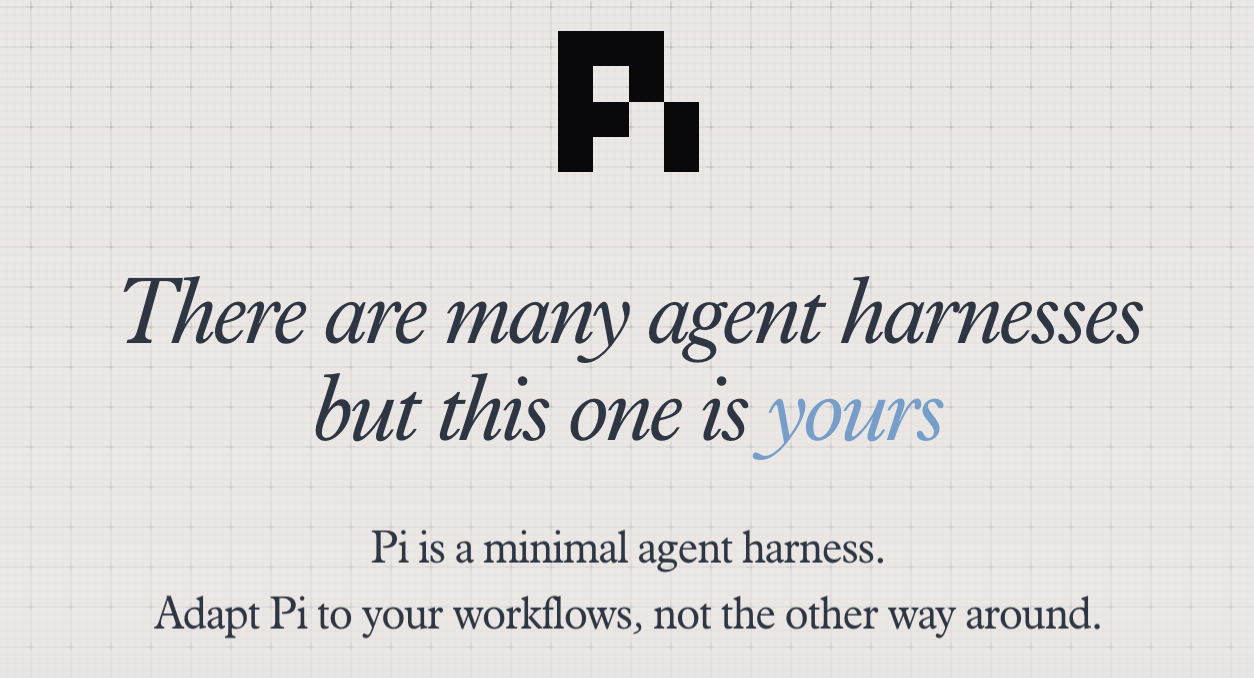 Pi
There are many agent harnesses
but this one is yours
Pi is a minimal agent harness.
Adapt Pi to your workflows, not the other way around.